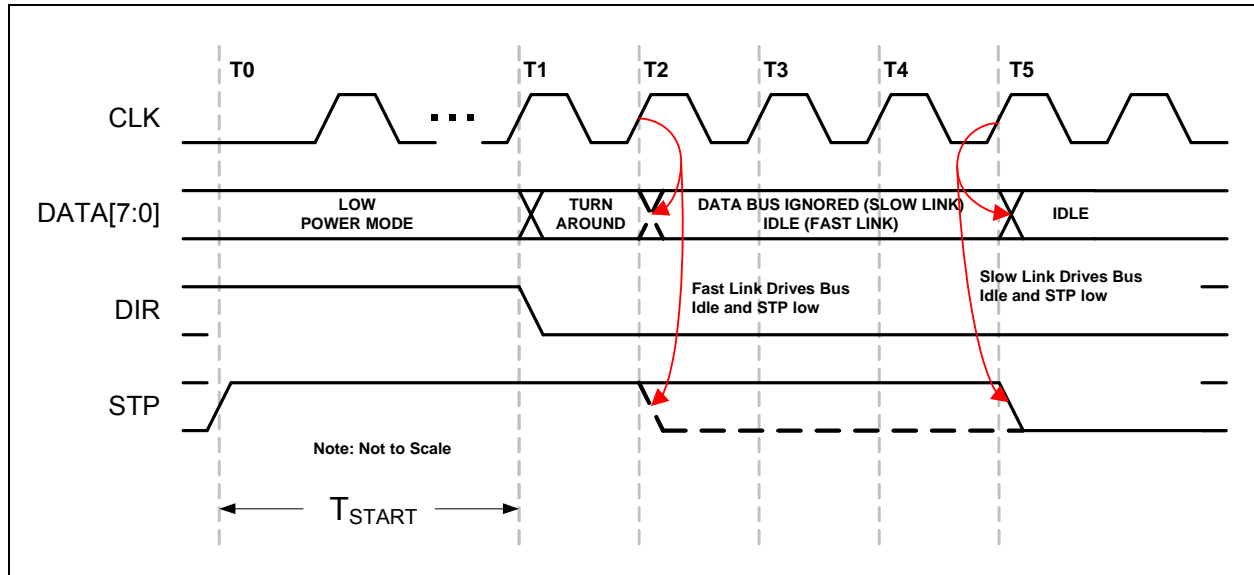 T0 T1 T2 T3 T4 T5
CLK
DATA[7:0]
LOW
POWER MODE
TURN
AROUND
DATA BUS IGNORED (SLOW LINK)
IDLE (FAST LINK)
IDLE
DIR
Fast Link Drives Bus
Idle and STP low
Slow Link Drives Bus
Idle and STP low
STP
Note: Not to Scale
TSTART